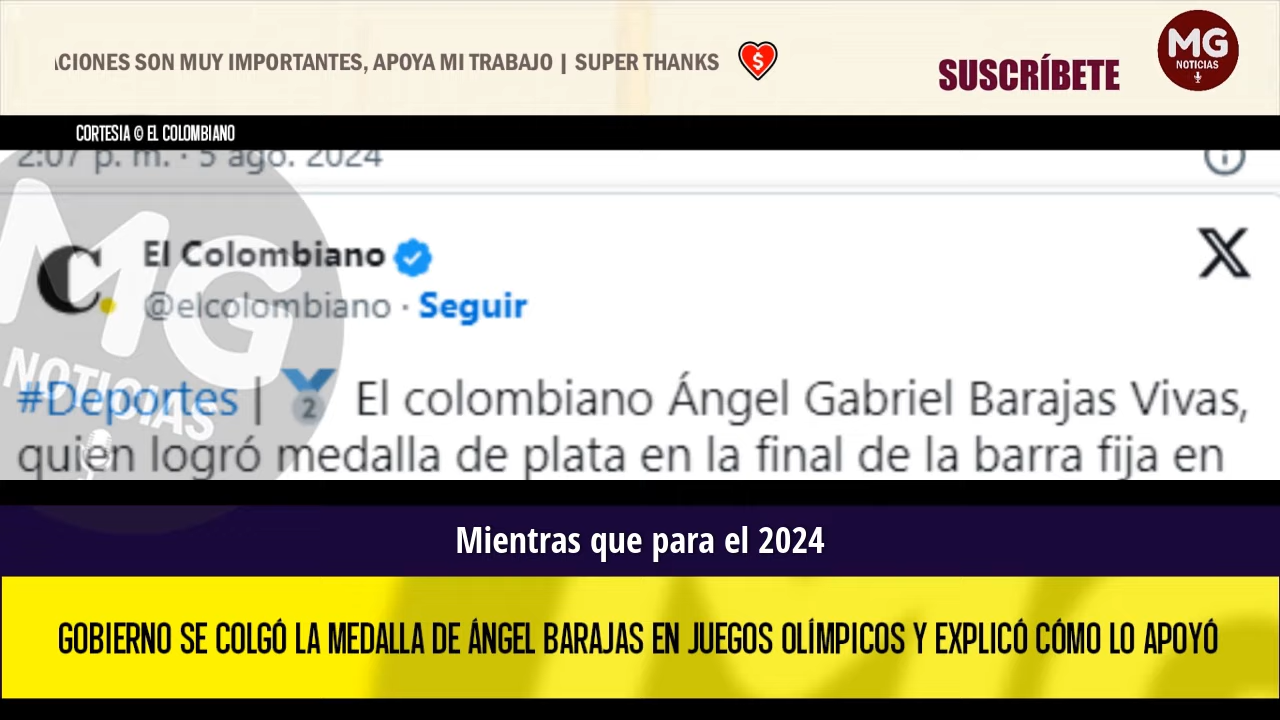 ACIONES SON MUY IMPORTANTES, APOYA MI TRABAJO | SUPER THANKS
SUSCRÍBETE
MG
NOTICIAS
CORTESIA © EL COLOMBIANO
2:07 p. m. · 5 ago. 2024
El Colombiano
@elcolombiano · Seguir
MG
NOTICIAS
#Deportes | 2 El colombiano Ángel Gabriel Barajas Vivas,
quien logró medalla de plata en la final de la barra fija en
Mientras que para el 2024
GOBIERNO SE COLGÓ LA MEDALLA DE ÁNGEL BARAJAS EN JUEGOS OLÍMPICOS Y EXPLICÓ CÓMO LO APOYÓ